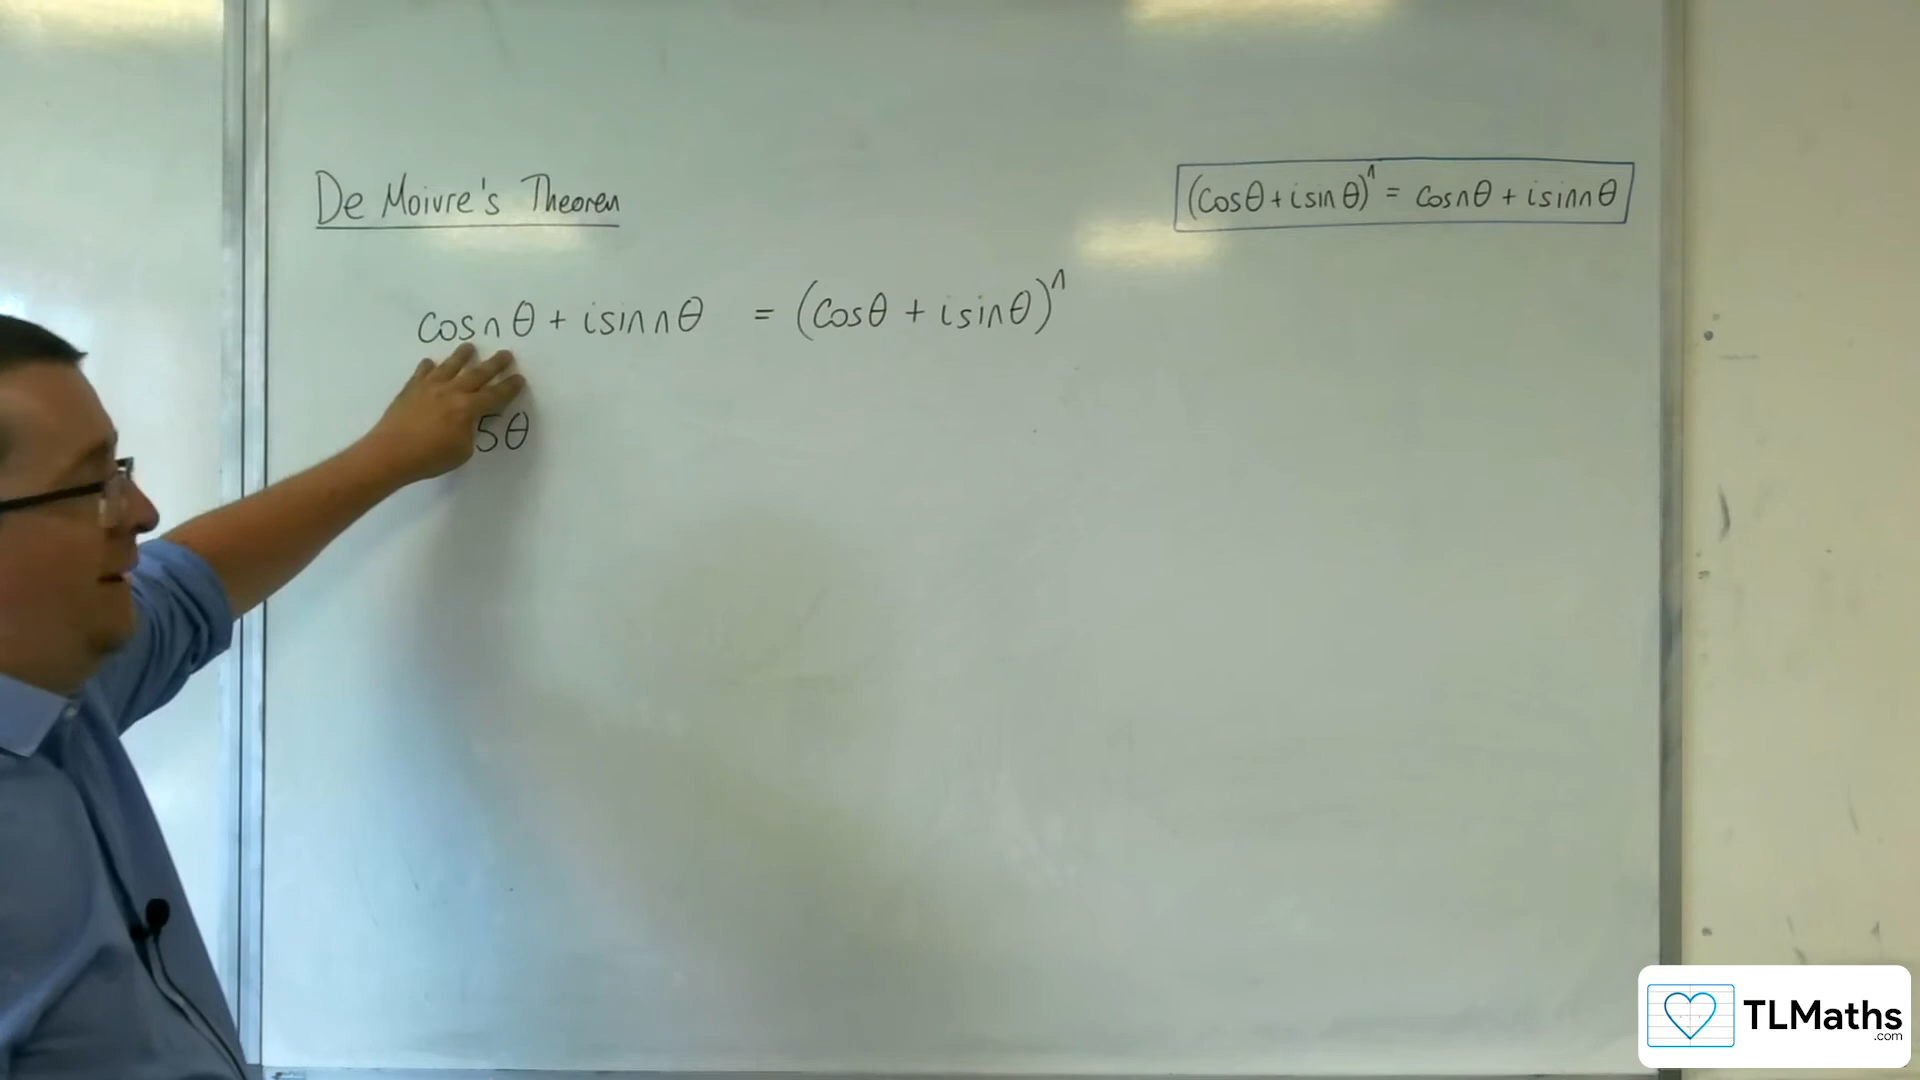 De Moivre's Theorem
(cosθ + isinθ)ⁿ = cosnθ + isinnθ
cosnθ + isinnθ = (cosθ + isinθ)ⁿ
5θ
TLMaths
.com